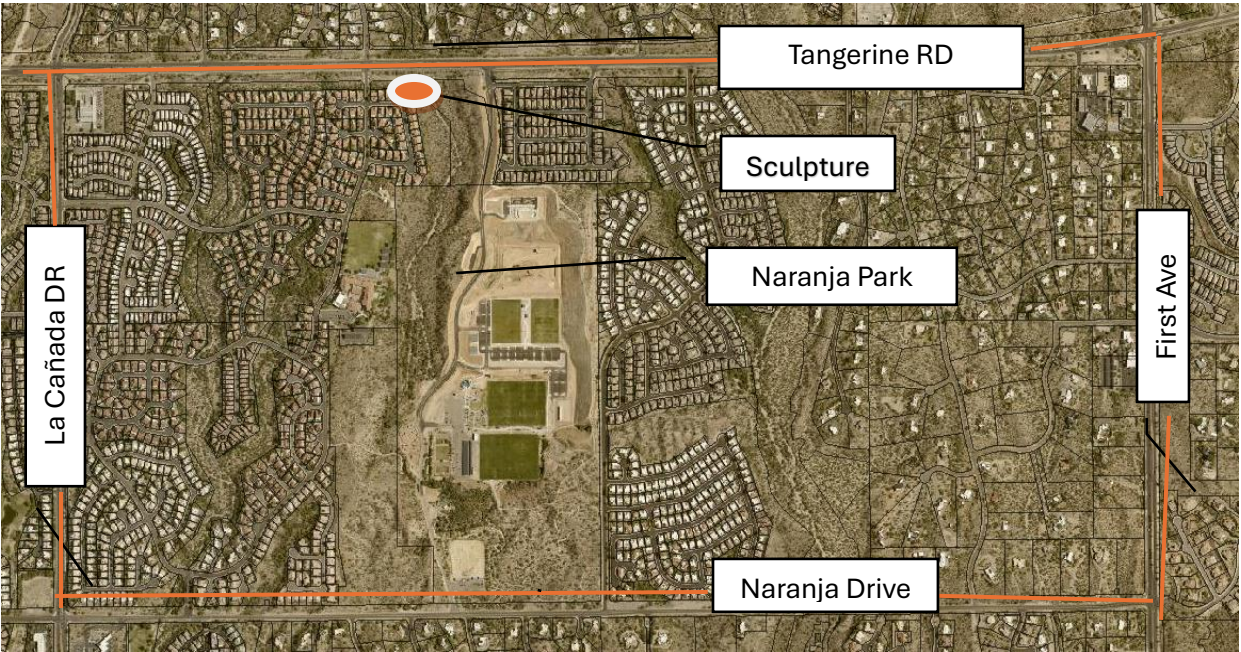 Tangerine RD
Sculpture
Naranja Park
La Cañada DR
First Ave
Naranja Drive